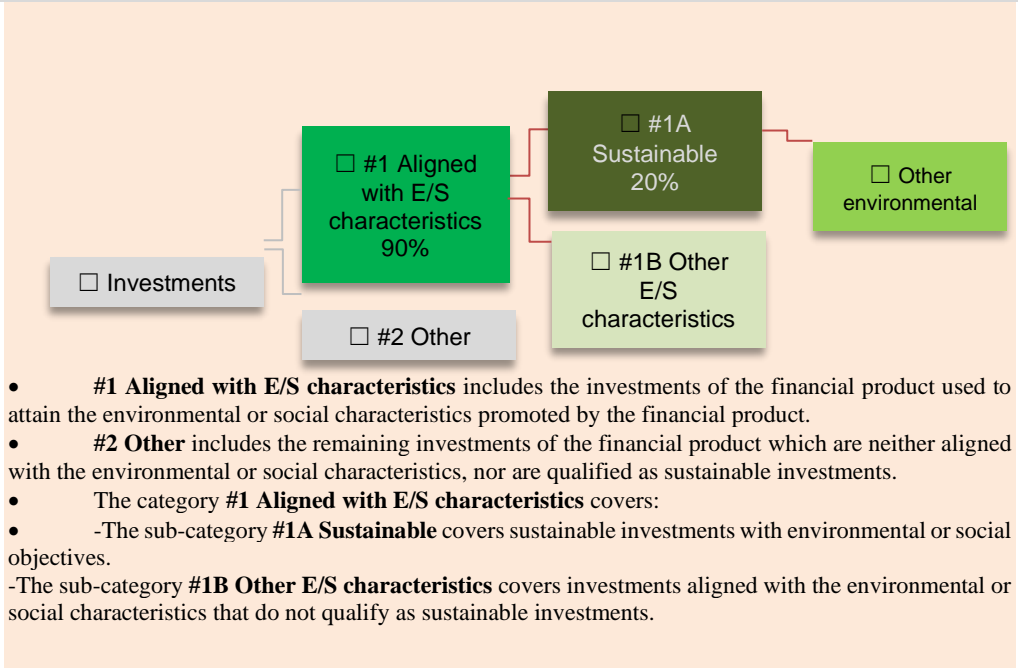 ☐ #1A
Sustainable
20%
☐ #1 Aligned
with E/S
characteristics
90%
☐ Other
environmental
☐ Investments
☐ #1B Other
E/S
characteristics
☐ #2 Other
• #1 Aligned with E/S characteristics includes the investments of the financial product used to
attain the environmental or social characteristics promoted by the financial product.
• #2 Other includes the remaining investments of the financial product which are neither aligned
with the environmental or social characteristics, nor are qualified as sustainable investments.
• The category #1 Aligned with E/S characteristics covers:
• -The sub-category #1A Sustainable covers sustainable investments with environmental or social
objectives.
-The sub-category #1B Other E/S characteristics covers investments aligned with the environmental or
social characteristics that do not qualify as sustainable investments.